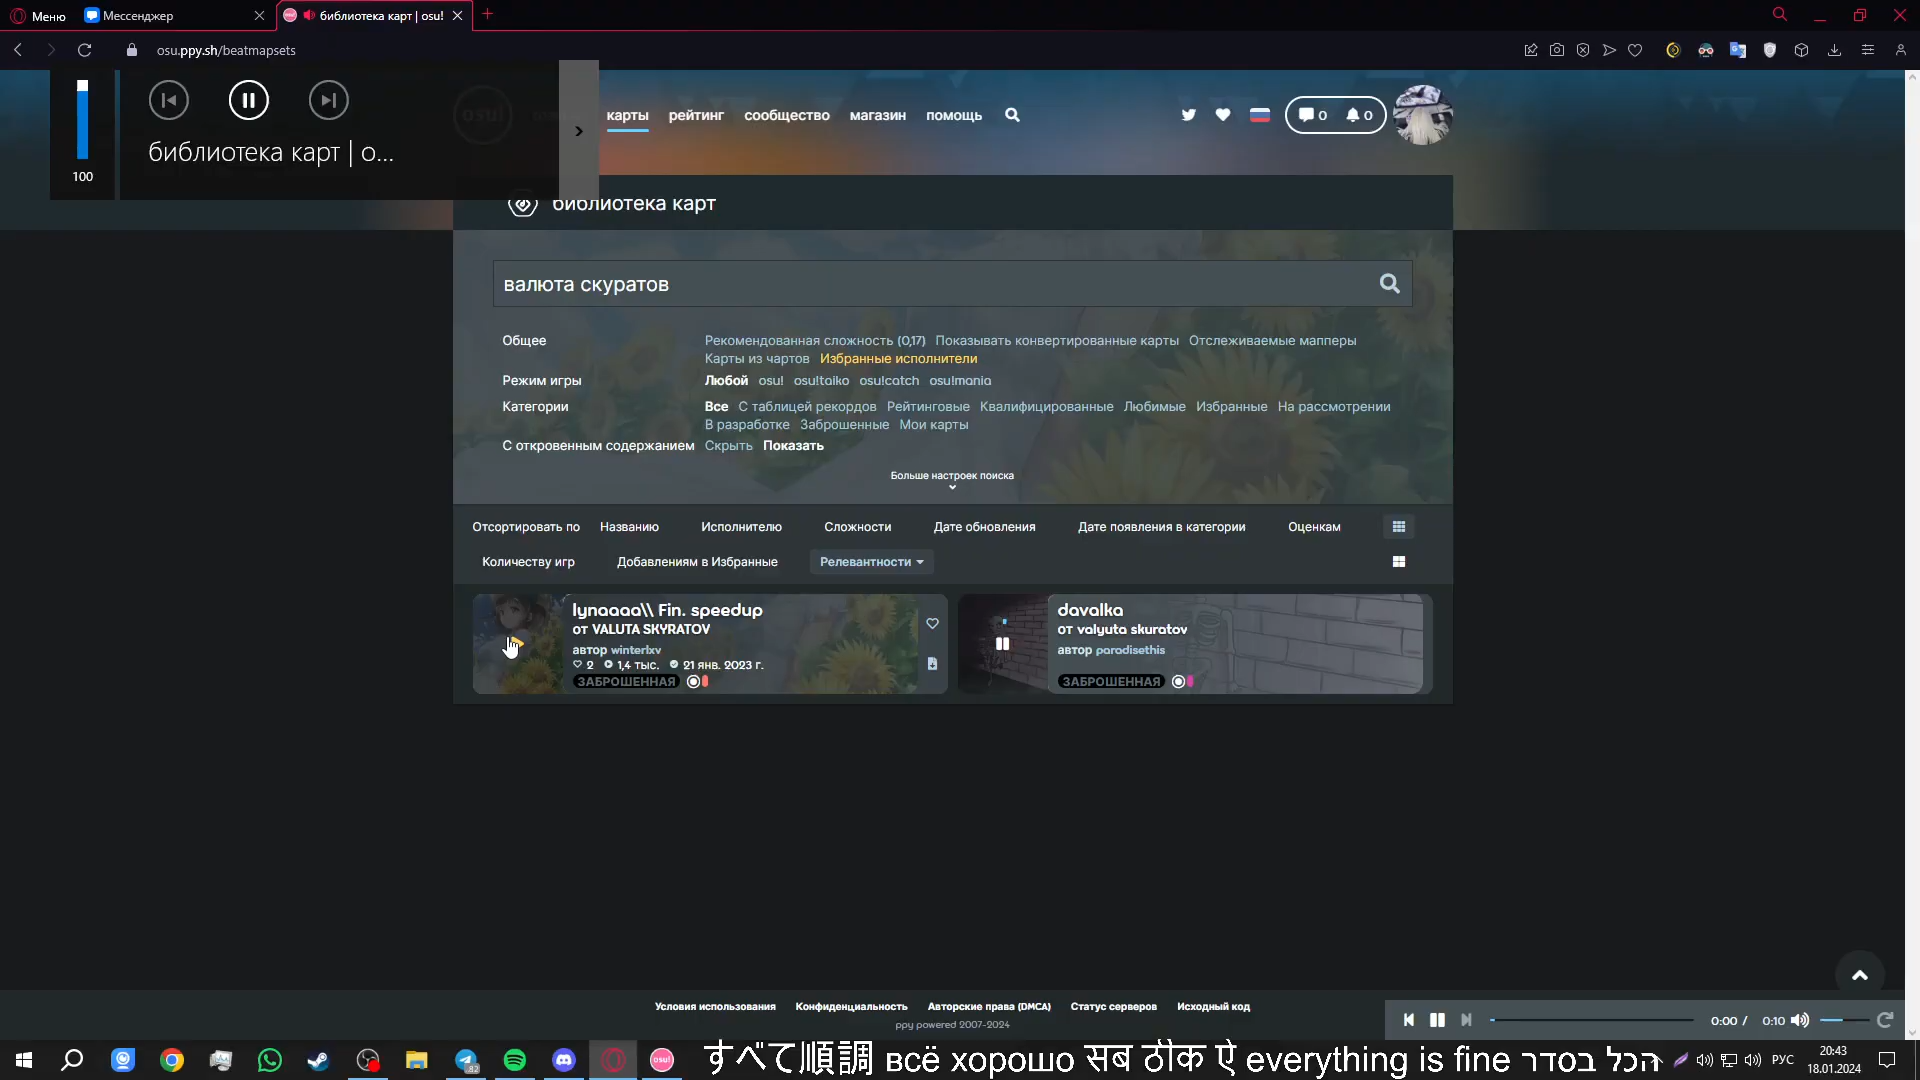 Меню
Мессенджер
библиотека карт | osu!
osu.ppy.sh/beatmapsets
100
библиотека карт | о...
osu!
карты
рейтинг
сообщество
магазин
помощь
0
0
библиотека карт
валюта скуратов
Общее
Рекомендованная сложность (0,17) Показывать конвертированные карты Отслеживаемые мапперы
Карты из чартов Избранные исполнители
Режим игры
Любой osu! osu!taiko osu!catch osu!mania
Категории
Все С таблицей рекордов Рейтинговые Квалифицированные Любимые Избранные На рассмотрении
В разработке Заброшенные Мои карты
С откровенным содержанием Скрыть Показать
Больше настроек поиска
Отсортировать по Названию Исполнителю Сложности Дате обновления Дате появления в категории Оценкам
Количеству игр Добавлениям в Избранные Релевантности
lynaaaa\\ Fin. speedup
от VALUTA SKYRATOV
автор winterlxv
2 1,4 тыс. 21 янв. 2023 г.
ЗАБРОШЕННАЯ
davalka
от valyuta skuratov
автор paradisethis
ЗАБРОШЕННАЯ
Условия использования Конфиденциальность Авторские права (DMCA) Статус серверов Исходный код
ppy powered 2007-2024
0:00 / 0:10
82
osu!
すべて順調 всё хорошо सब ठीक ऐ everything is fine הכל בסדר
РУС
20:43
18.01.2024